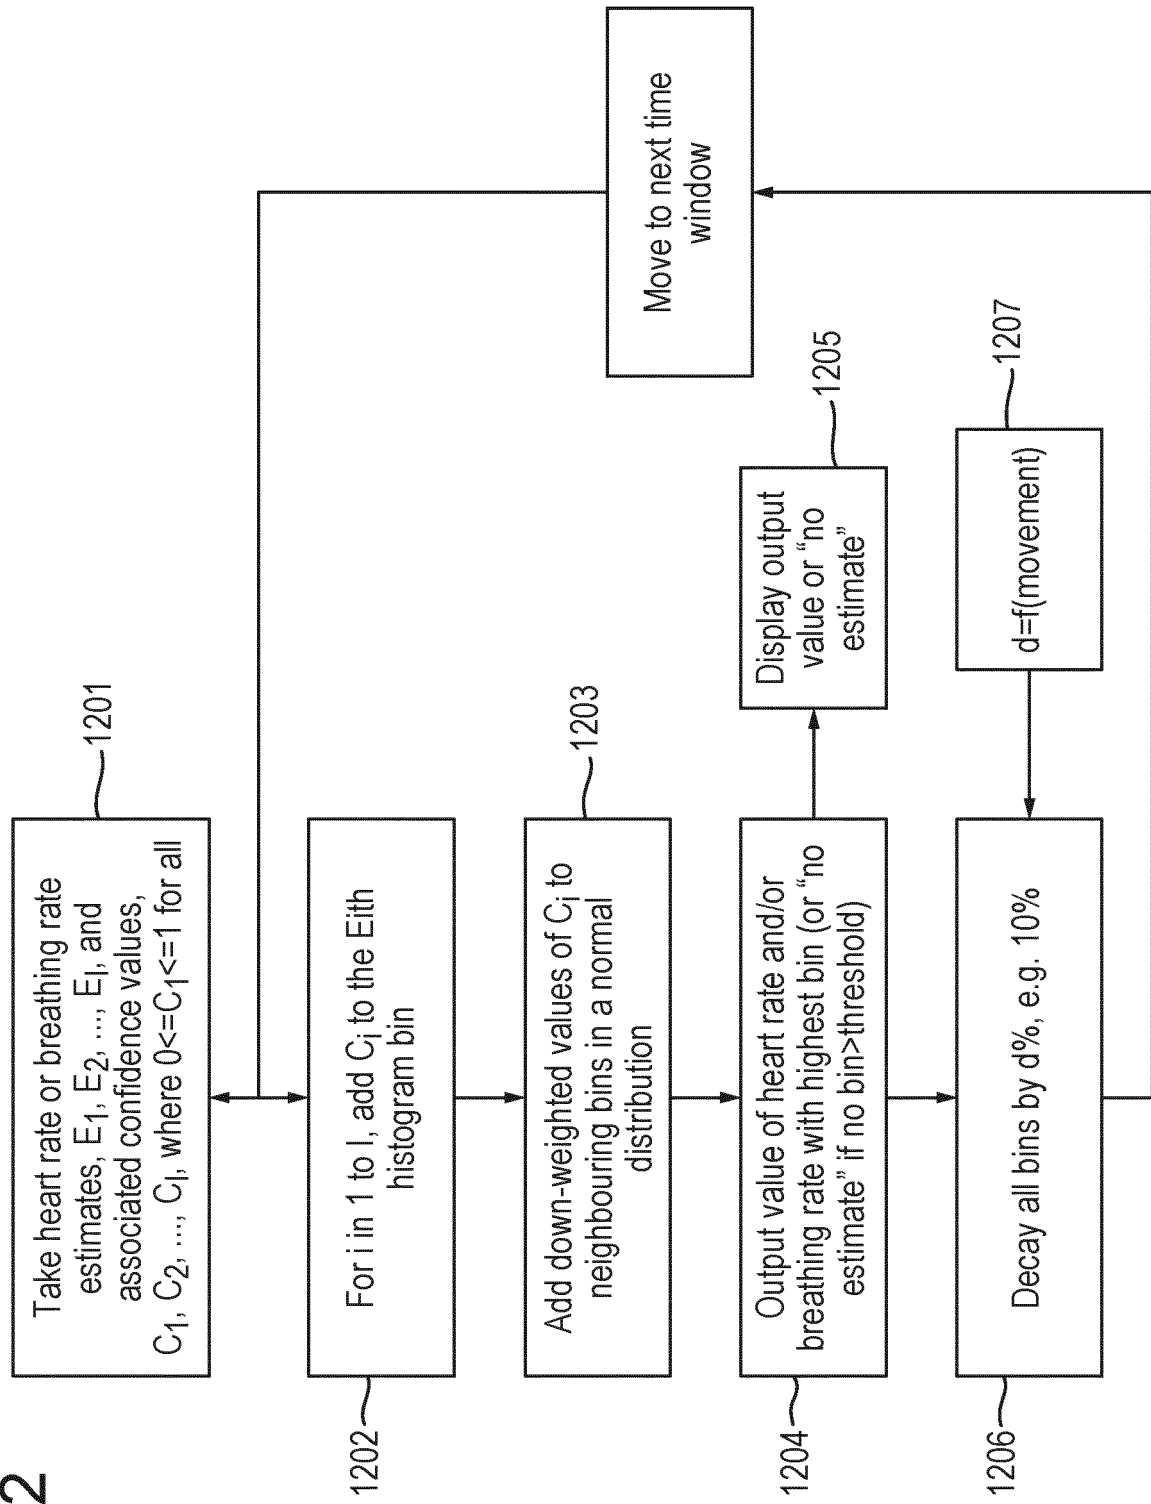 2
Take heart rate or breathing rate
estimates, E1, E2, ..., EI, and
associated confidence values,
C1, C2, ..., CI, where 0<=C1<=1 for all
1201
For i in 1 to I, add Ci to the Eith
histogram bin
1202
Add down-weighted values of Ci to
neighbouring bins in a normal
distribution
1203
Output value of heart rate and/or
breathing rate with highest bin (or “no
estimate” if no bin>threshold)
1204
Display output
value or “no
estimate”
1205
Decay all bins by d%, e.g. 10%
1206
d=f(movement)
1207
Move to next time
window